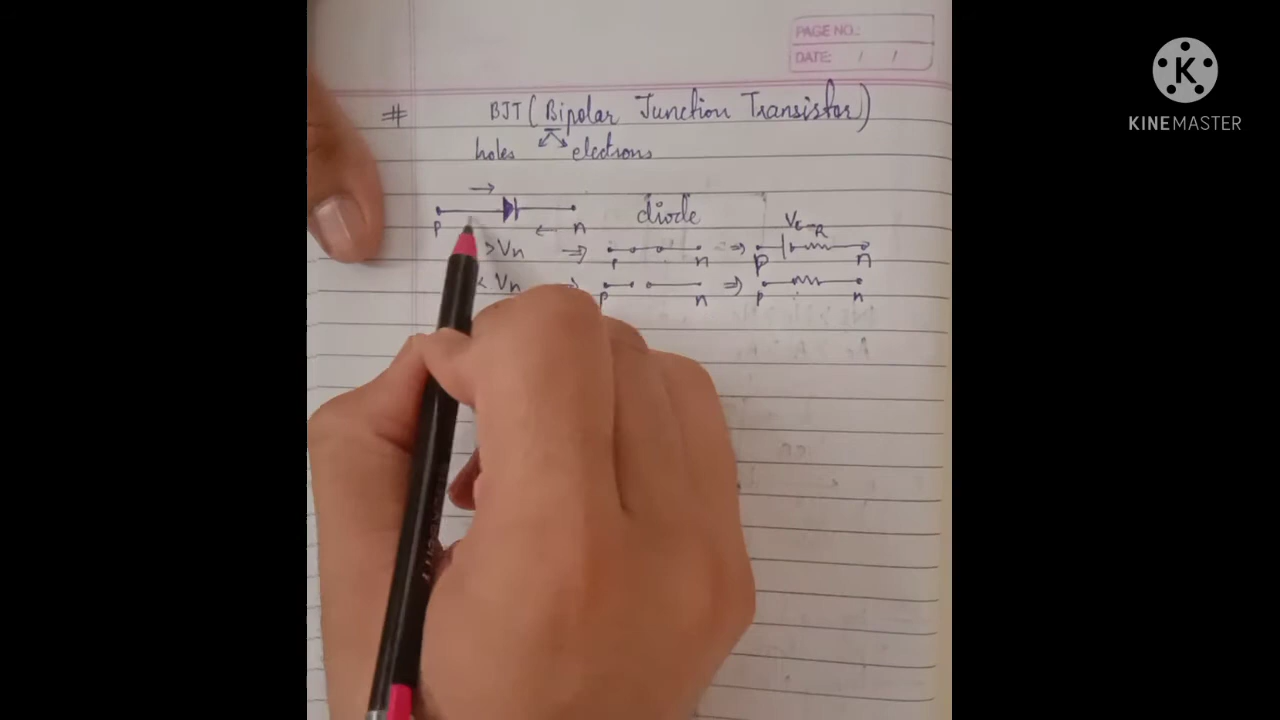 PAGE NO.:
DATE: / /
K
KINEMASTER
# BJT (Bipolar Junction Transistor)
holes electrons
p n diode
> Vn ⇒ p n ⇒ p n
< Vn p n ⇒ p n